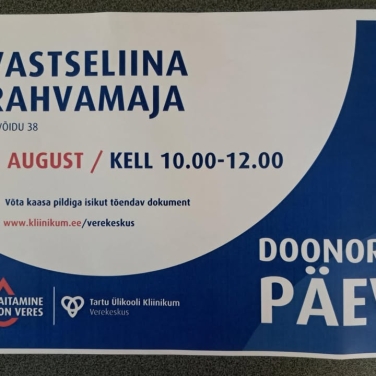 VASTSELIINA
RAHVAMAJA
VÕIDU 38
AUGUST / KELL 10.00-12.00
Võta kaasa pildiga isikut tõendav dokument
www.kliinikum.ee/verekeskus
DOONOR
PÄEV
AITAMINE
ON VERES
Tartu Ülikooli Kliinikum
Verekeskus